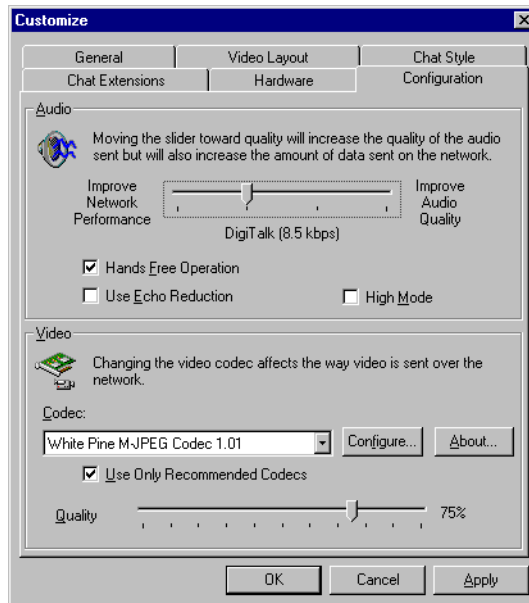 Customize
General
Video Layout
Chat Style
Chat Extensions
Hardware
Configuration
Audio
Moving the slider toward quality will increase the quality of the audio
sent but will also increase the amount of data sent on the network.
Improve
Network
Performance
Improve
Audio
Quality
DigiTalk (8.5 kbps)
Hands Free Operation
Use Echo Reduction
High Mode
Video
Changing the video codec affects the way video is sent over the
network.
Codec:
White Pine M-JPEG Codec 1.01
Configure...
About...
Use Only Recommended Codecs
Quality
75%
OK
Cancel
Apply